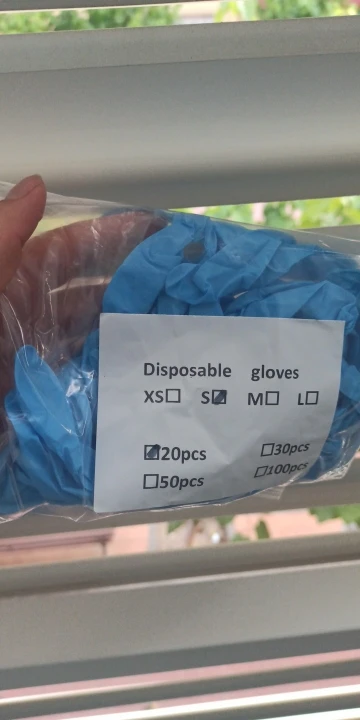 Disposable gloves
XS☐ S☑ M☐ L☐
☑20pcs ☐30pcs
☐50pcs ☐100pcs